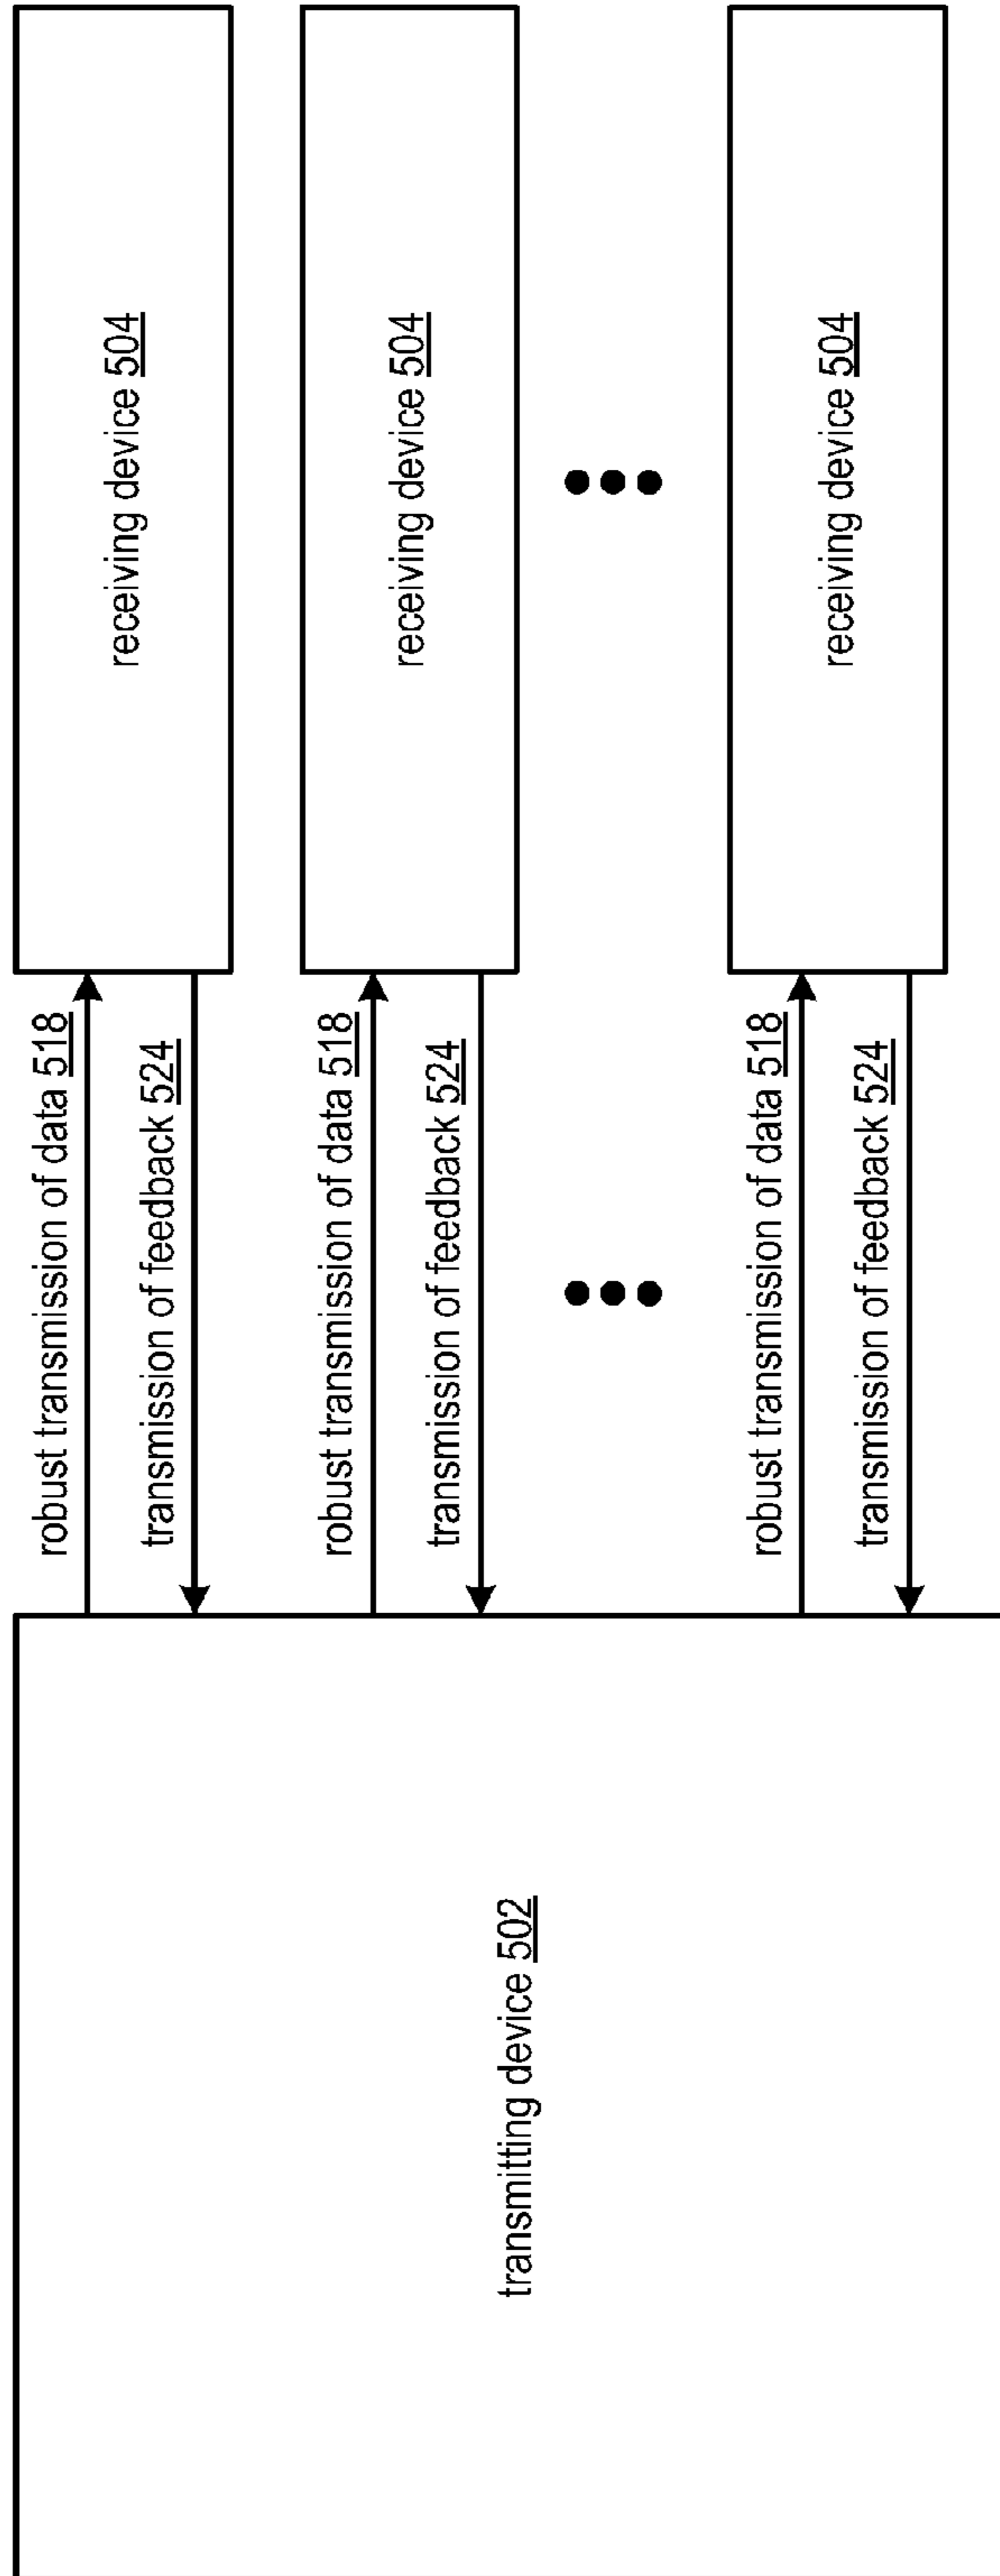 transmitting device 502
robust transmission of data 518
transmission of feedback 524
receiving device 504
robust transmission of data 518
transmission of feedback 524
receiving device 504
robust transmission of data 518
transmission of feedback 524
receiving device 504